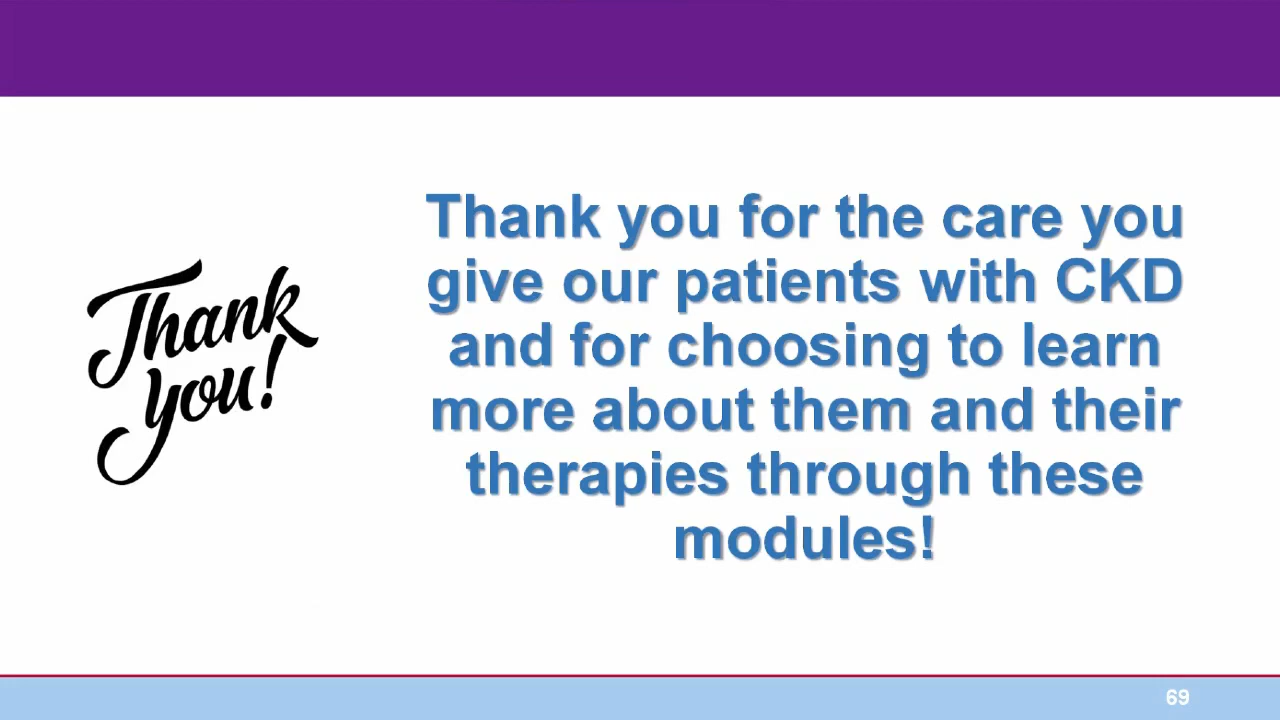 Thank
you!
Thank you for the care you
give our patients with CKD
and for choosing to learn
more about them and their
therapies through these
modules!
69